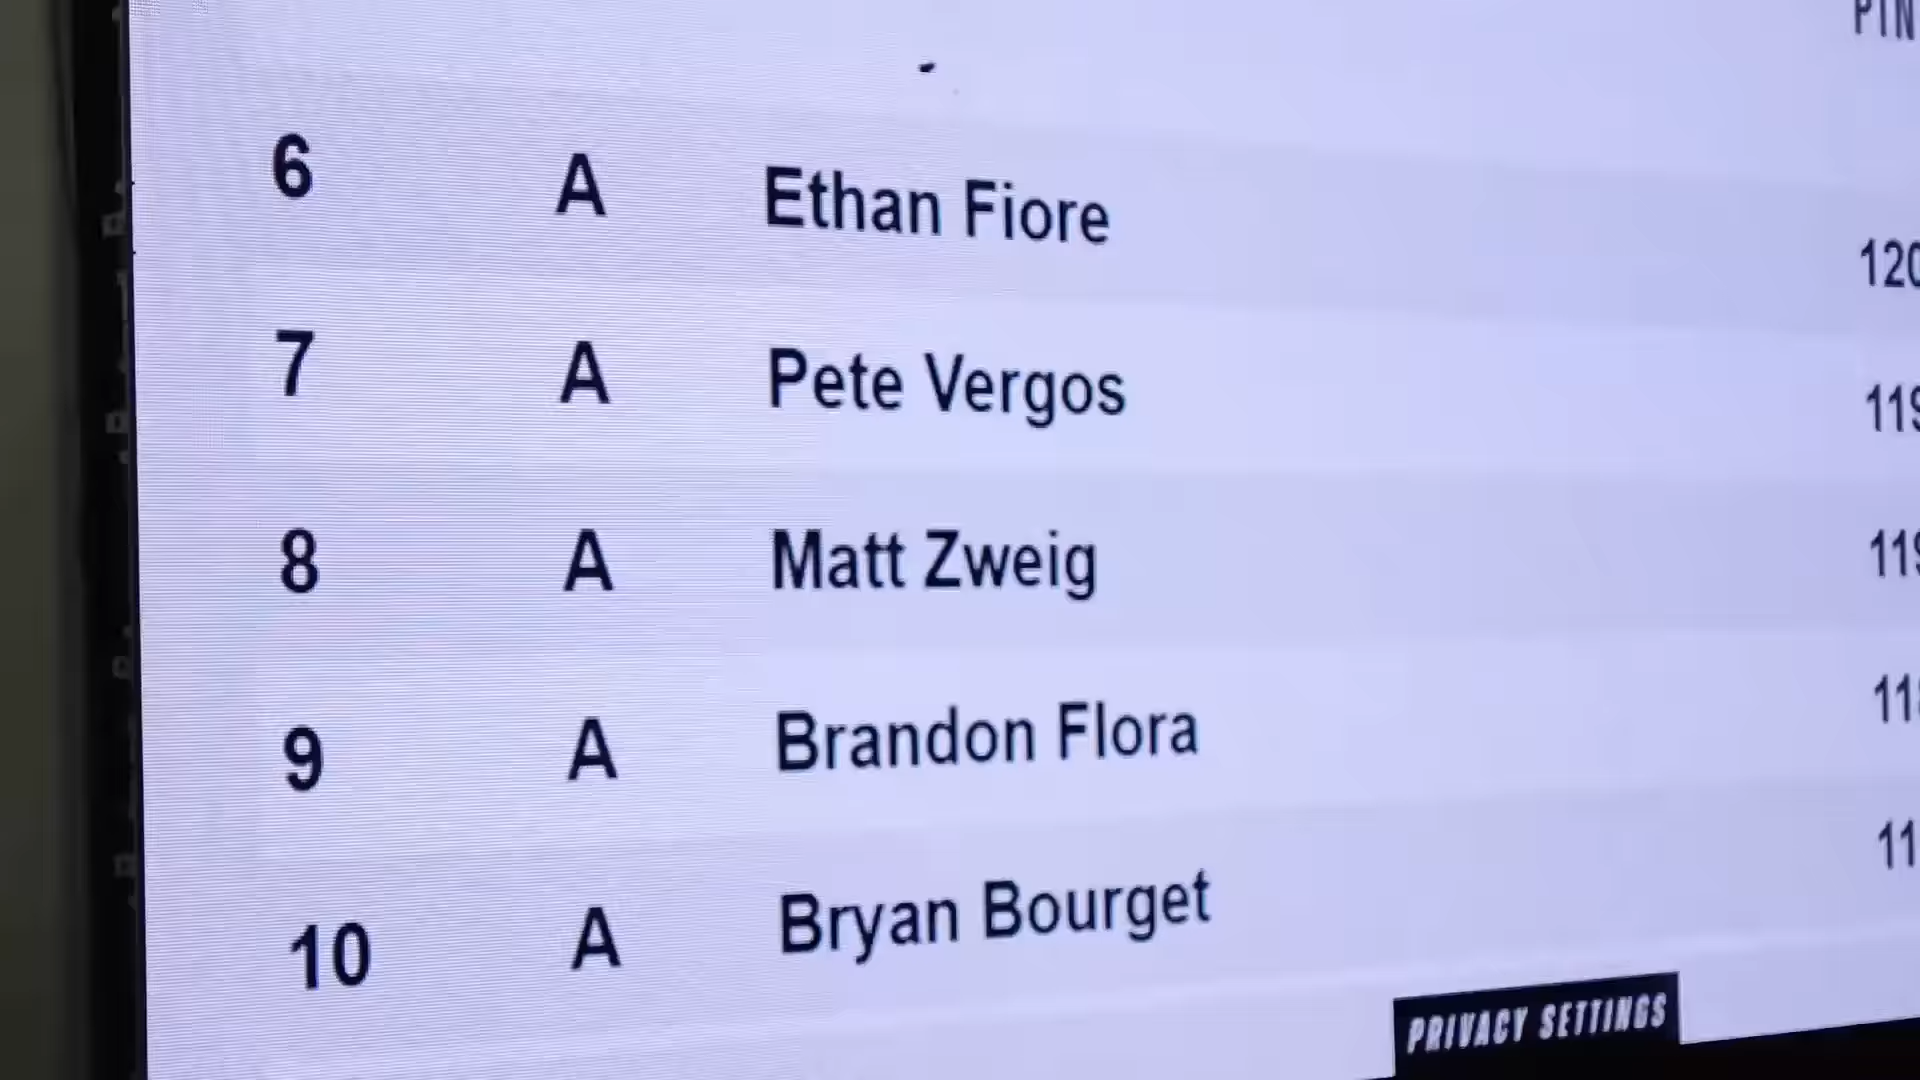 6 A Ethan Fiore
7 A Pete Vergos
8 A Matt Zweig
9 A Brandon Flora
10 A Bryan Bourget
PRIVACY SETTINGS